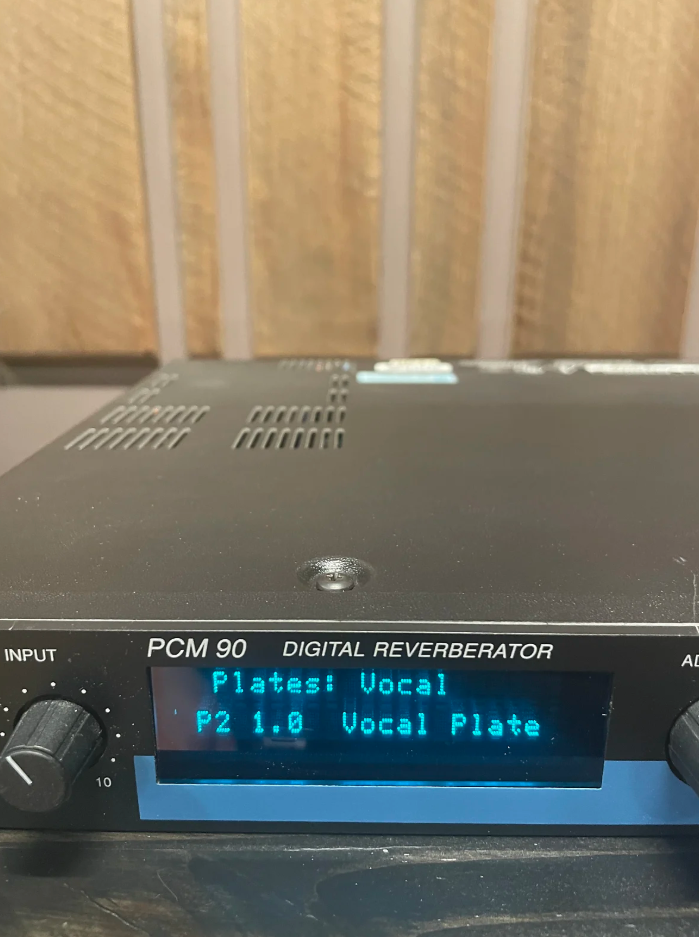 PCM 90 DIGITAL REVERBERATOR
INPUT
10
Plates: Vocal
P2 1.0 Vocal Plate